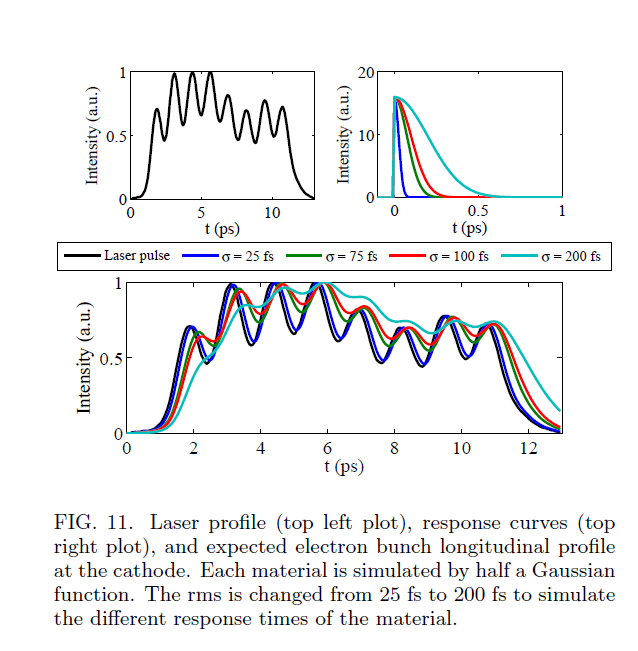 1
0.5
0
Intensity (a.u.)
0 5 10
t (ps)
20
10
0
Intensity (a.u.)
0 0.5 1
t (ps)
Laser pulse σ = 25 fs σ = 75 fs σ = 100 fs σ = 200 fs
1
0.5
0
Intensity (a.u.)
0 2 4 6 8 10 12
t (ps)
FIG. 11. Laser profile (top left plot), response curves (top
right plot), and expected electron bunch longitudinal profile
at the cathode. Each material is simulated by half a Gaussian
function. The rms is changed from 25 fs to 200 fs to simulate
the different response times of the material.